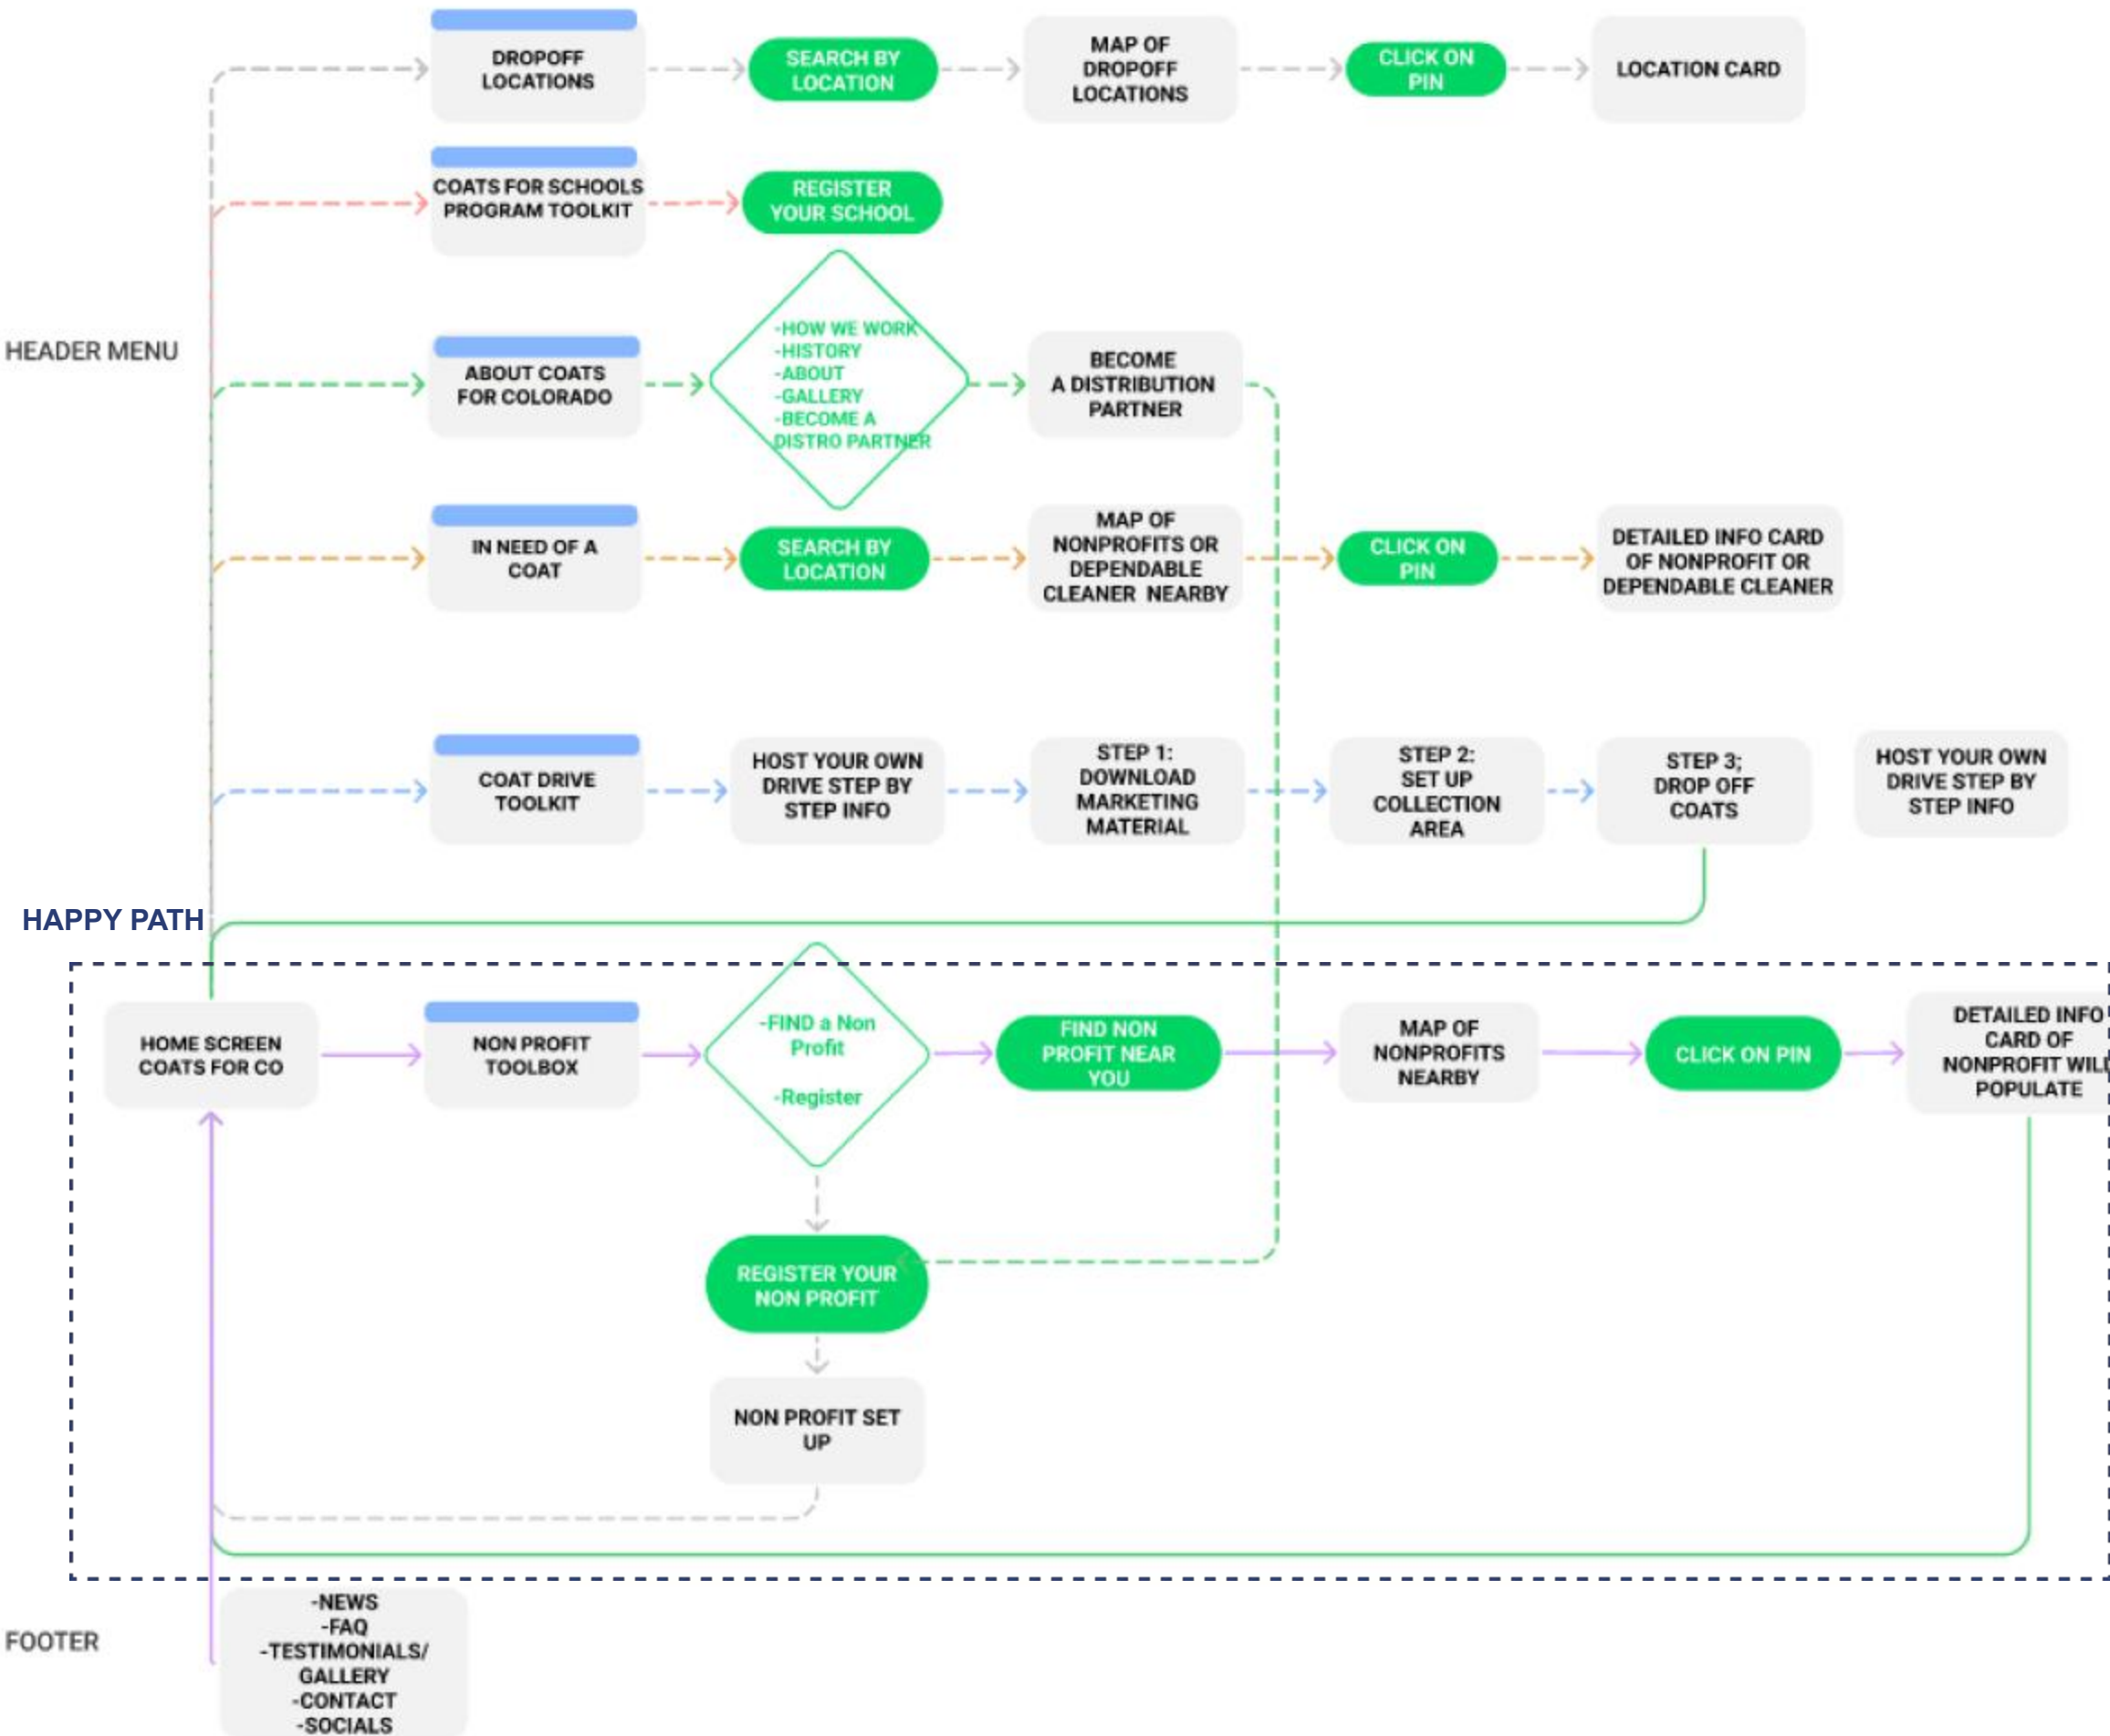 DROPOFF
LOCATIONS
SEARCH BY
LOCATION
MAP OF
DROPOFF
LOCATIONS
CLICK ON
PIN
LOCATION CARD
COATS FOR SCHOOLS
PROGRAM TOOLKIT
REGISTER
YOUR SCHOOL
HEADER MENU
ABOUT COATS
FOR COLORADO
-HOW WE WORK
-HISTORY
-ABOUT
-GALLERY
-BECOME A
DISTRO PARTNER
BECOME
A DISTRIBUTION
PARTNER
IN NEED OF A
COAT
SEARCH BY
LOCATION
MAP OF
NONPROFITS OR
DEPENDABLE
CLEANER NEARBY
CLICK ON
PIN
DETAILED INFO CARD
OF NONPROFIT OR
DEPENDABLE CLEANER
COAT DRIVE
TOOLKIT
HOST YOUR OWN
DRIVE STEP BY
STEP INFO
STEP 1:
DOWNLOAD
MARKETING
MATERIAL
STEP 2:
SET UP
COLLECTION
AREA
STEP 3;
DROP OFF
COATS
HOST YOUR OWN
DRIVE STEP BY
STEP INFO
HAPPY PATH
HOME SCREEN
COATS FOR CO
NON PROFIT
TOOLBOX
-FIND a Non
Profit
-Register
FIND NON
PROFIT NEAR
YOU
MAP OF
NONPROFITS
NEARBY
CLICK ON PIN
DETAILED INFO
CARD OF
NONPROFIT WILL
POPULATE
REGISTER YOUR
NON PROFIT
NON PROFIT SET
UP
FOOTER
-NEWS
-FAQ
-TESTIMONIALS/
GALLERY
-CONTACT
-SOCIALS